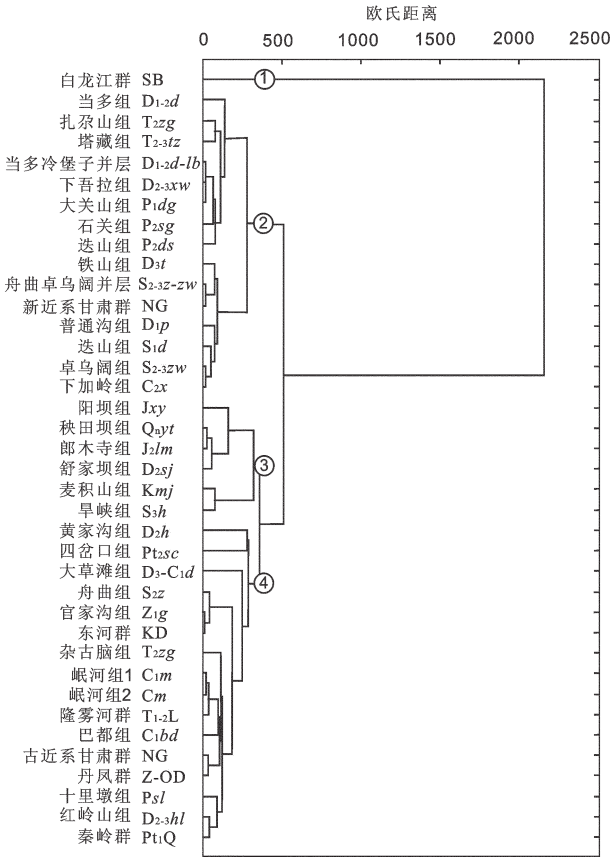 欧氏距离
0 500 1000 1500 2000 2500
白龙江群 SB ①
当多组 D1-2d
扎尕山组 T2zg
塔藏组 T2-3tz
当多冷堡子并层 D1-2d-lb
下吾拉组 D2-3xw
大关山组 P1dg
石关组 P2sg ②
迭山组 P2ds
铁山组 D3t
舟曲卓乌阔并层 S2-3z-zw
新近系甘肃群 NG
普通沟组 D1p
迭山组 S1d
卓乌阔组 S2-3zw
下加岭组 C2x
阳坝组 Jxy
秧田坝组 Qnyt
郎木寺组 J2lm
舒家坝组 D2sj ③
麦积山组 Kmj
旱峡组 S3h
黄家沟组 D2h
四岔口组 Pt2sc
大草滩组 D3-C1d ④
舟曲组 S2z
官家沟组 Z1g
东河群 KD
杂古脑组 T2zg
岷河组1 C1m
岷河组2 Cm
隆雾河群 T1-2L
巴都组 C1bd
古近系甘肃群 NG
丹凤群 Z-OD
十里墩组 Psl
红岭山组 D2-3hl
秦岭群 Pt1Q